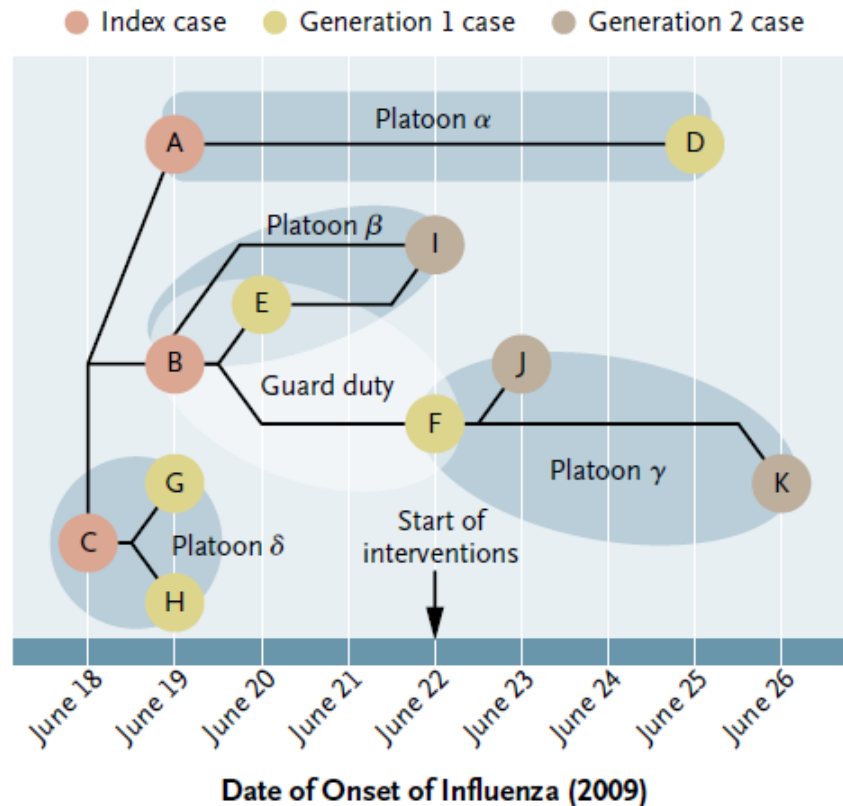 Index case Generation 1 case Generation 2 case
Platoon α
A
D
Platoon β
I
E
B
Guard duty
J
F
Platoon γ
G
K
C
Platoon δ
Start of
interventions
H
June 18
June 19
June 20
June 21
June 22
June 23
June 24
June 25
June 26
Date of Onset of Influenza (2009)